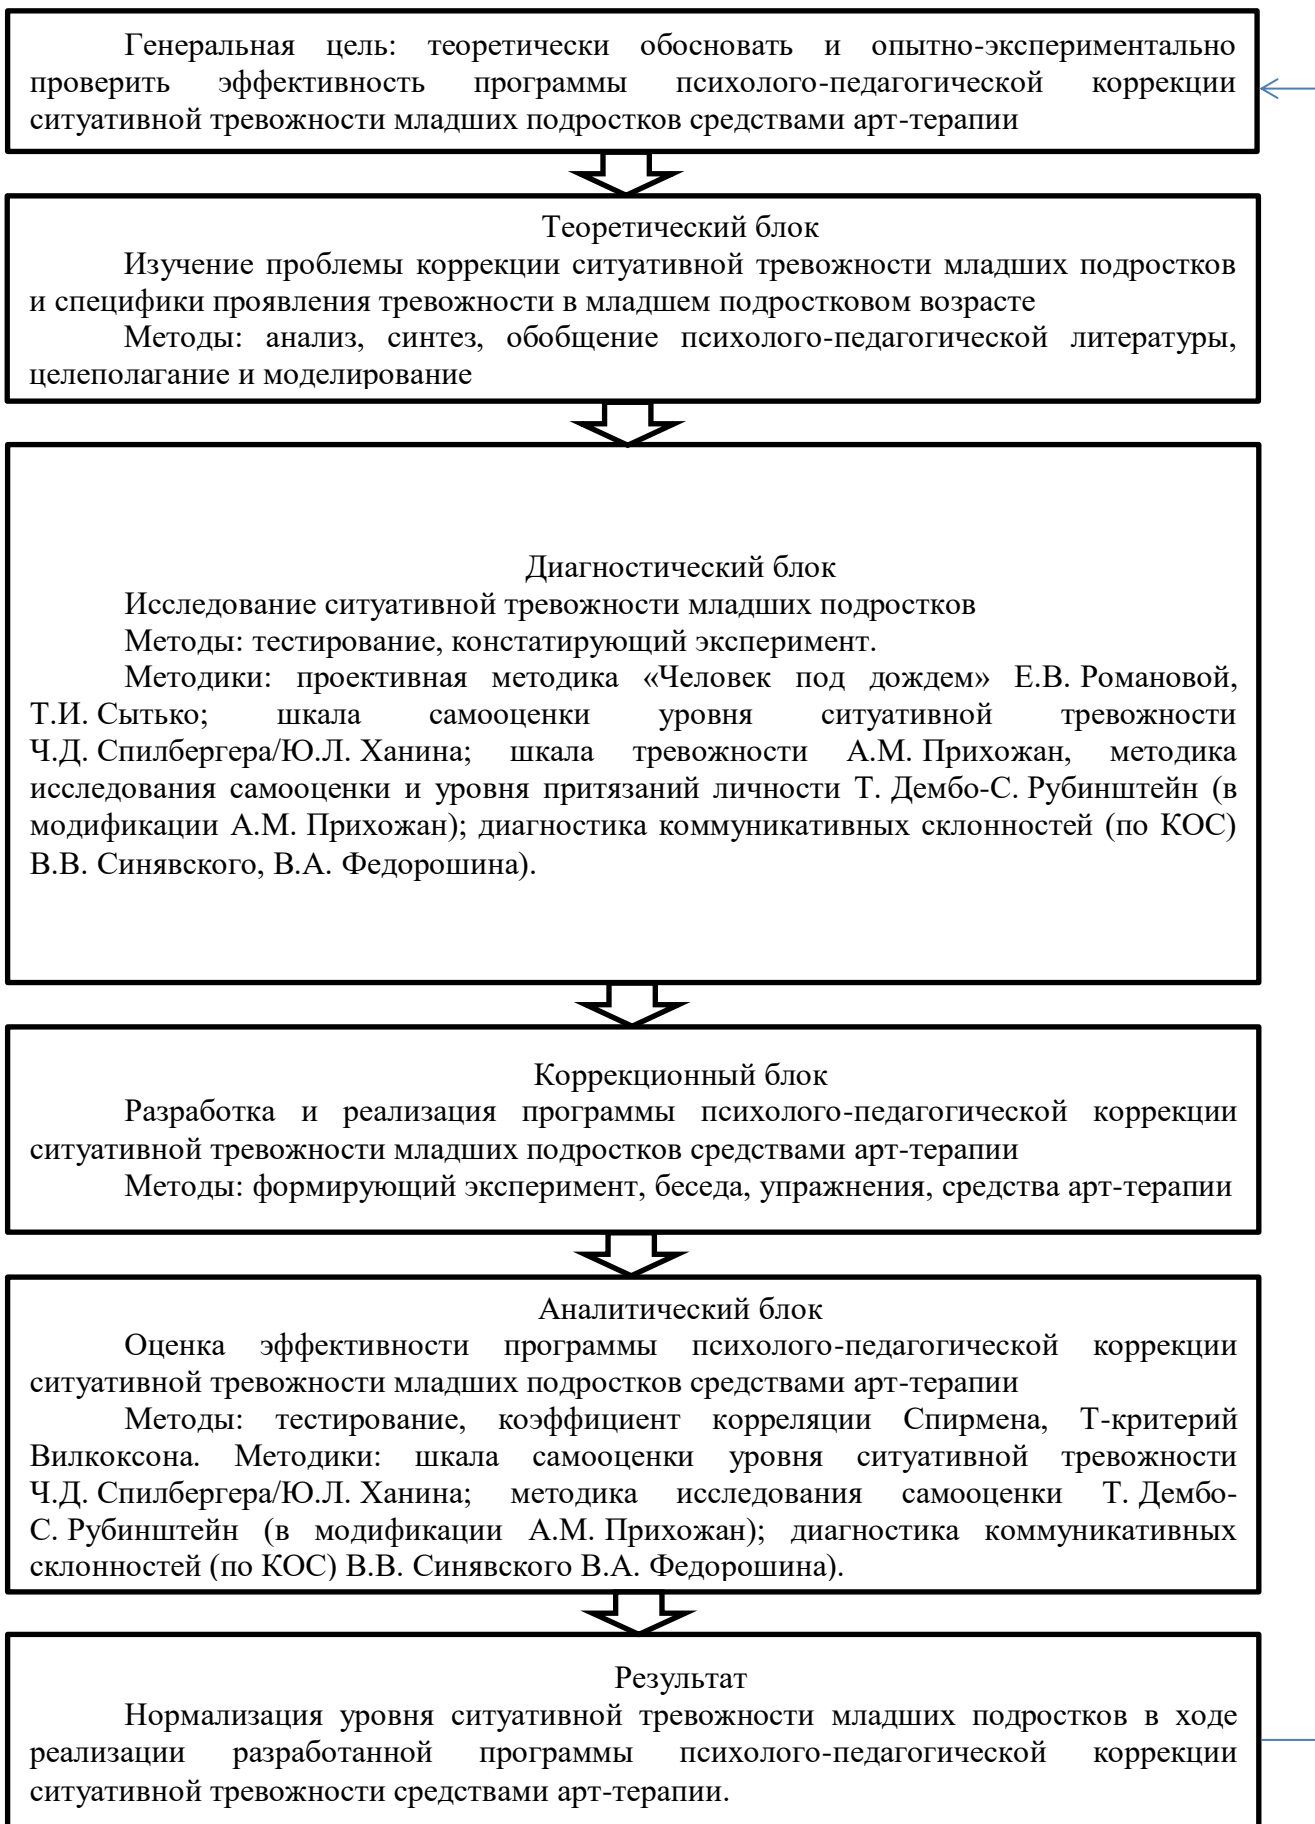 Генеральная цель: теоретически обосновать и опытно-экспериментально
проверить эффективность программы психолого-педагогической коррекции
ситуативной тревожности младших подростков средствами арт-терапии
Теоретический блок
Изучение проблемы коррекции ситуативной тревожности младших подростков
и специфики проявления тревожности в младшем подростковом возрасте
Методы: анализ, синтез, обобщение психолого-педагогической литературы,
целеполагание и моделирование
Диагностический блок
Исследование ситуативной тревожности младших подростков
Методы: тестирование, констатирующий эксперимент.
Методики: проективная методика «Человек под дождем» Е.В. Романовой,
Т.И. Сытько; шкала самооценки уровня ситуативной тревожности
Ч.Д. Спилбергера/Ю.Л. Ханина; шкала тревожности А.М. Прихожан, методика
исследования самооценки и уровня притязаний личности Т. Дембо-С. Рубинштейн (в
модификации А.М. Прихожан); диагностика коммуникативных склонностей (по КОС)
В.В. Синявского, В.А. Федорошина).
Коррекционный блок
Разработка и реализация программы психолого-педагогической коррекции
ситуативной тревожности младших подростков средствами арт-терапии
Методы: формирующий эксперимент, беседа, упражнения, средства арт-терапии
Аналитический блок
Оценка эффективности программы психолого-педагогической коррекции
ситуативной тревожности младших подростков средствами арт-терапии
Методы: тестирование, коэффициент корреляции Спирмена, Т-критерий
Вилкоксона. Методики: шкала самооценки уровня ситуативной тревожности
Ч.Д. Спилбергера/Ю.Л. Ханина; методика исследования самооценки Т. Дембо-
С. Рубинштейн (в модификации А.М. Прихожан); диагностика коммуникативных
склонностей (по КОС) В.В. Синявского В.А. Федорошина).
Результат
Нормализация уровня ситуативной тревожности младших подростков в ходе
реализации разработанной программы психолого-педагогической коррекции
ситуативной тревожности средствами арт-терапии.